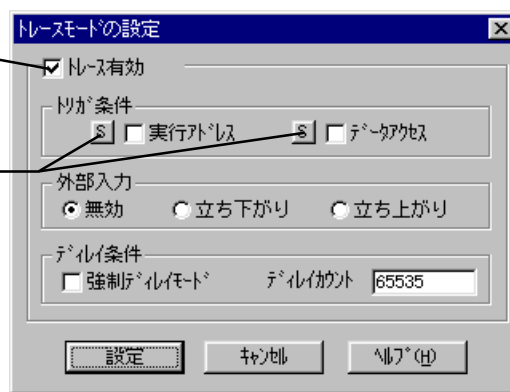 ﾄﾚｰｽﾓｰﾄﾞの設定
ﾄﾚｰｽ有効
ﾄﾘｶﾞ条件
S 実行ｱﾄﾞﾚｽ S ﾃﾞｰﾀｱｸｾｽ
外部入力
無効 立ち下がり 立ち上がり
ﾃﾞｨﾚｲ条件
強制ﾃﾞｨﾚｲﾓｰﾄﾞ ﾃﾞｨﾚｲｶｳﾝﾄ 65535
設定 ｷｬﾝｾﾙ ﾍﾙﾌﾟ(H)